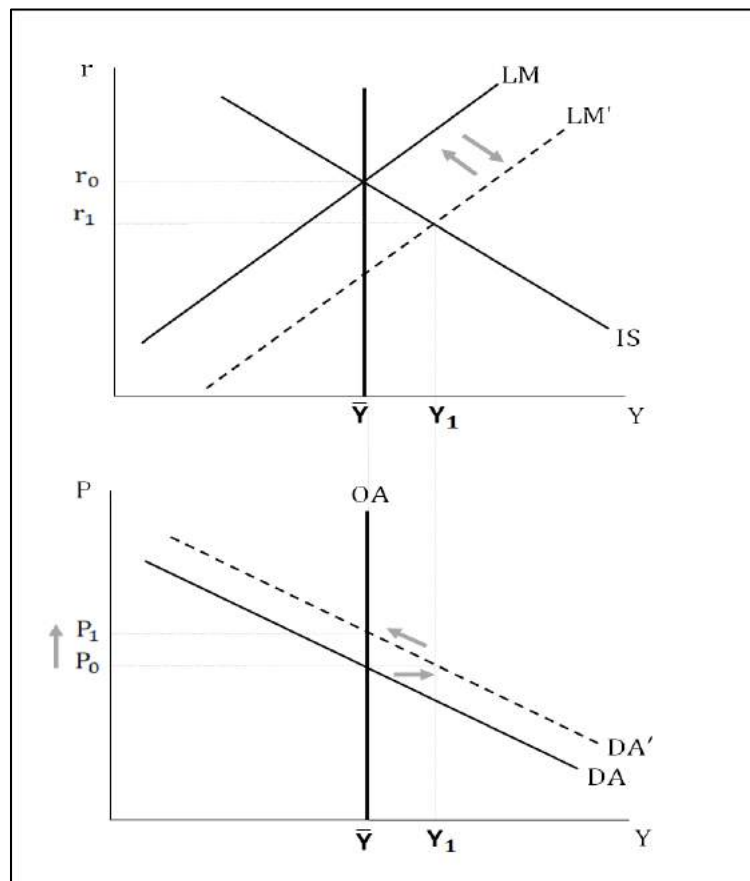 r
LM
LM'
r₀
r₁
IS
Ȳ Y₁ Y
P OA
P₁
P₀
DA′
DA
Ȳ Y₁ Y